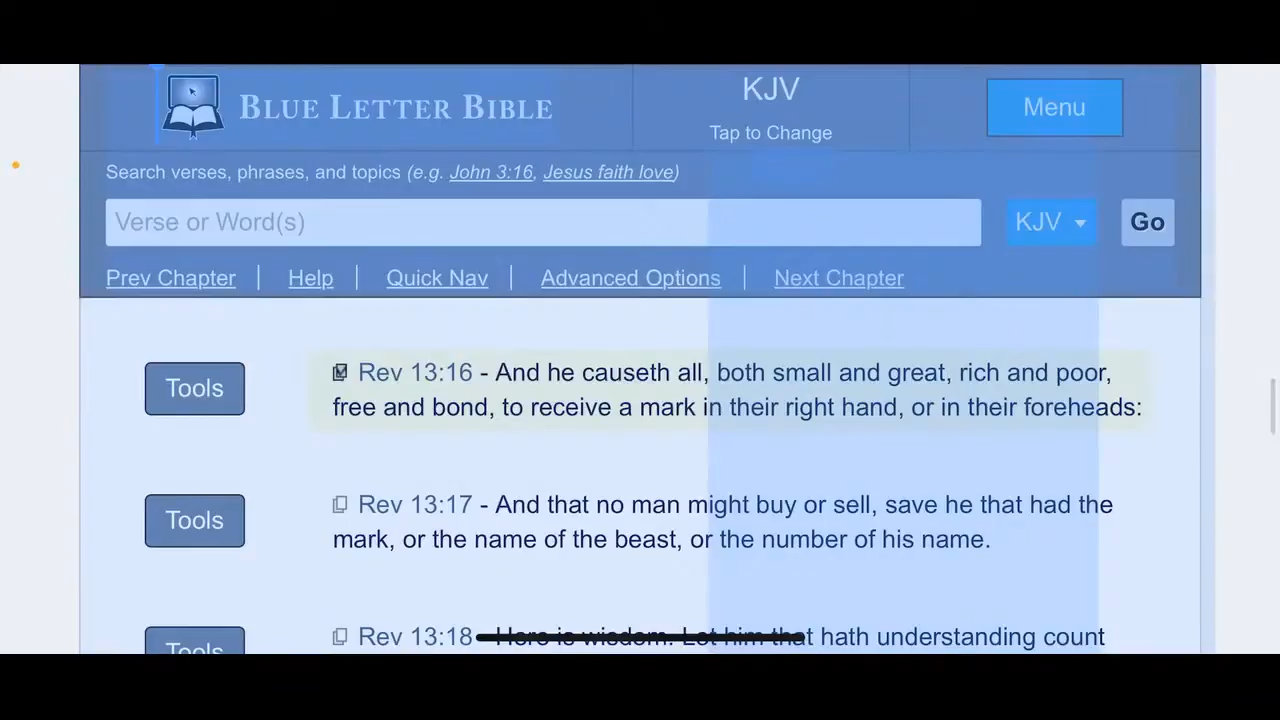 BLUE LETTER BIBLE
KJV
Tap to Change
Menu
Search verses, phrases, and topics (e.g. John 3:16, Jesus faith love)
Verse or Word(s)
KJV
Go
Prev Chapter | Help | Quick Nav | Advanced Options | Next Chapter
Tools
Rev 13:16 - And he causeth all, both small and great, rich and poor,
free and bond, to receive a mark in their right hand, or in their foreheads:
Tools
Rev 13:17 - And that no man might buy or sell, save he that had the
mark, or the name of the beast, or the number of his name.
Tools
Rev 13:18 - Here is wisdom. Let him that hath understanding count